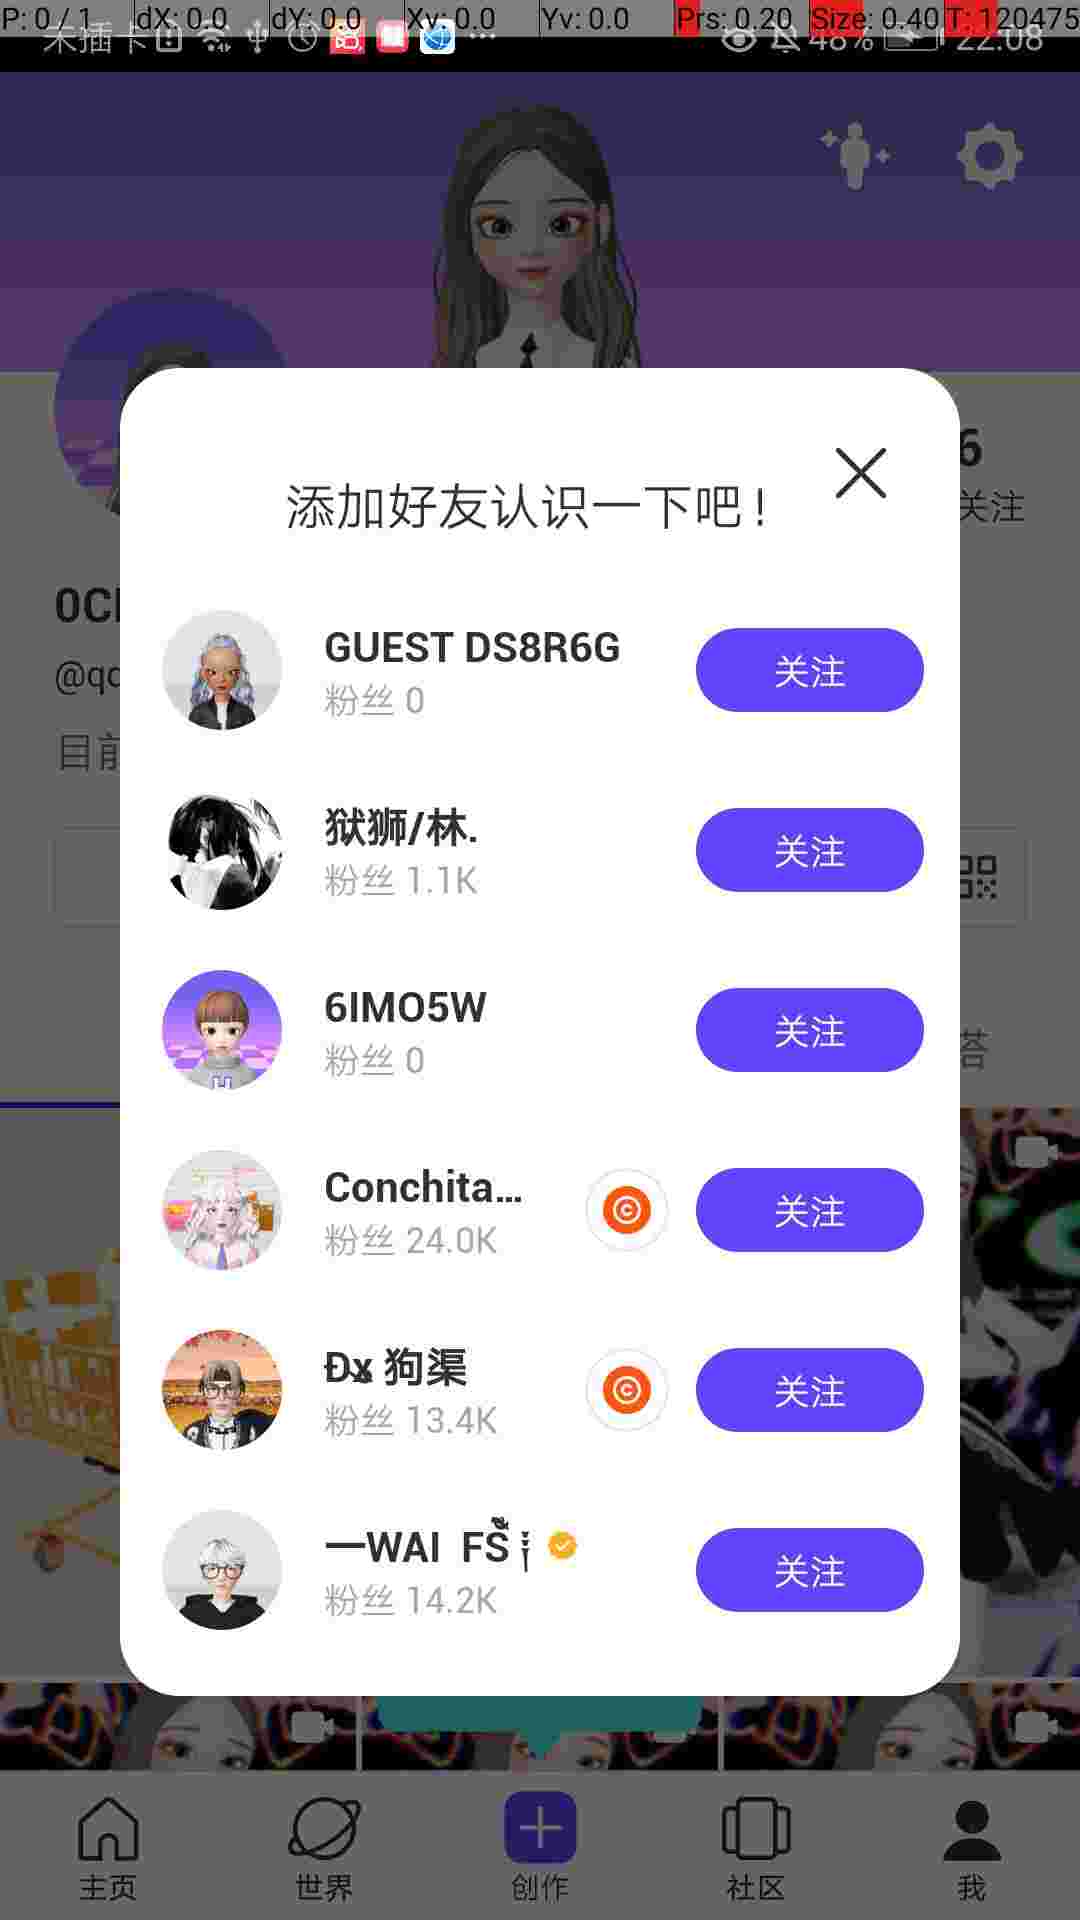 P: 0 / 1 dX: 0.0 dY: 0.0 Xv: 0.0 Yv: 0.0 Prs: 0.20 Size: 0.40 T: 120475
未插卡 48% 22:08
6
添加好友认识一下吧!
关注
0C
@qc
GUEST DS8R6G
粉丝 0
关注
目前
狱狮/林.
粉丝 1.1K
关注
6IMO5W
粉丝 0
关注
答
Conchita...
粉丝 24.0K
关注
狗渠
粉丝 13.4K
关注
一WAI FS
粉丝 14.2K
关注
主页 世界 创作 社区 我